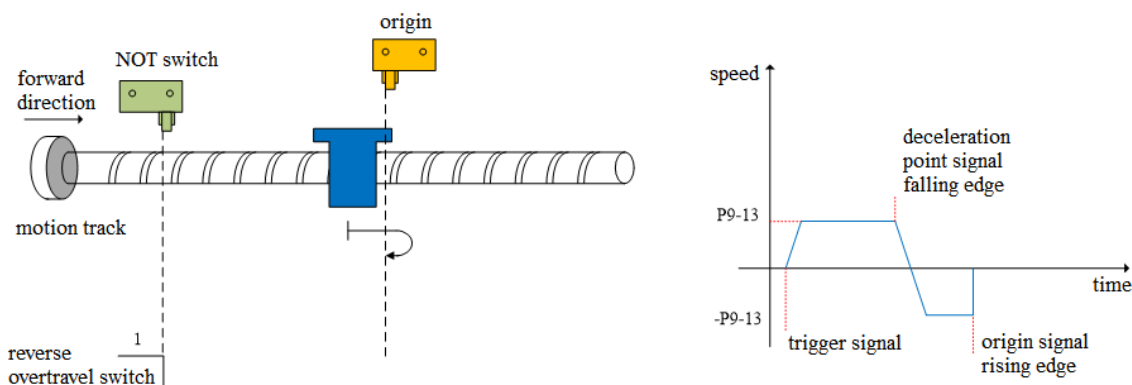 origin
NOT switch
forward
direction
motion track
1
reverse
overtravel switch
speed
deceleration
point signal
falling edge
P9-13
time
-P9-13
trigger signal
origin signal
rising edge